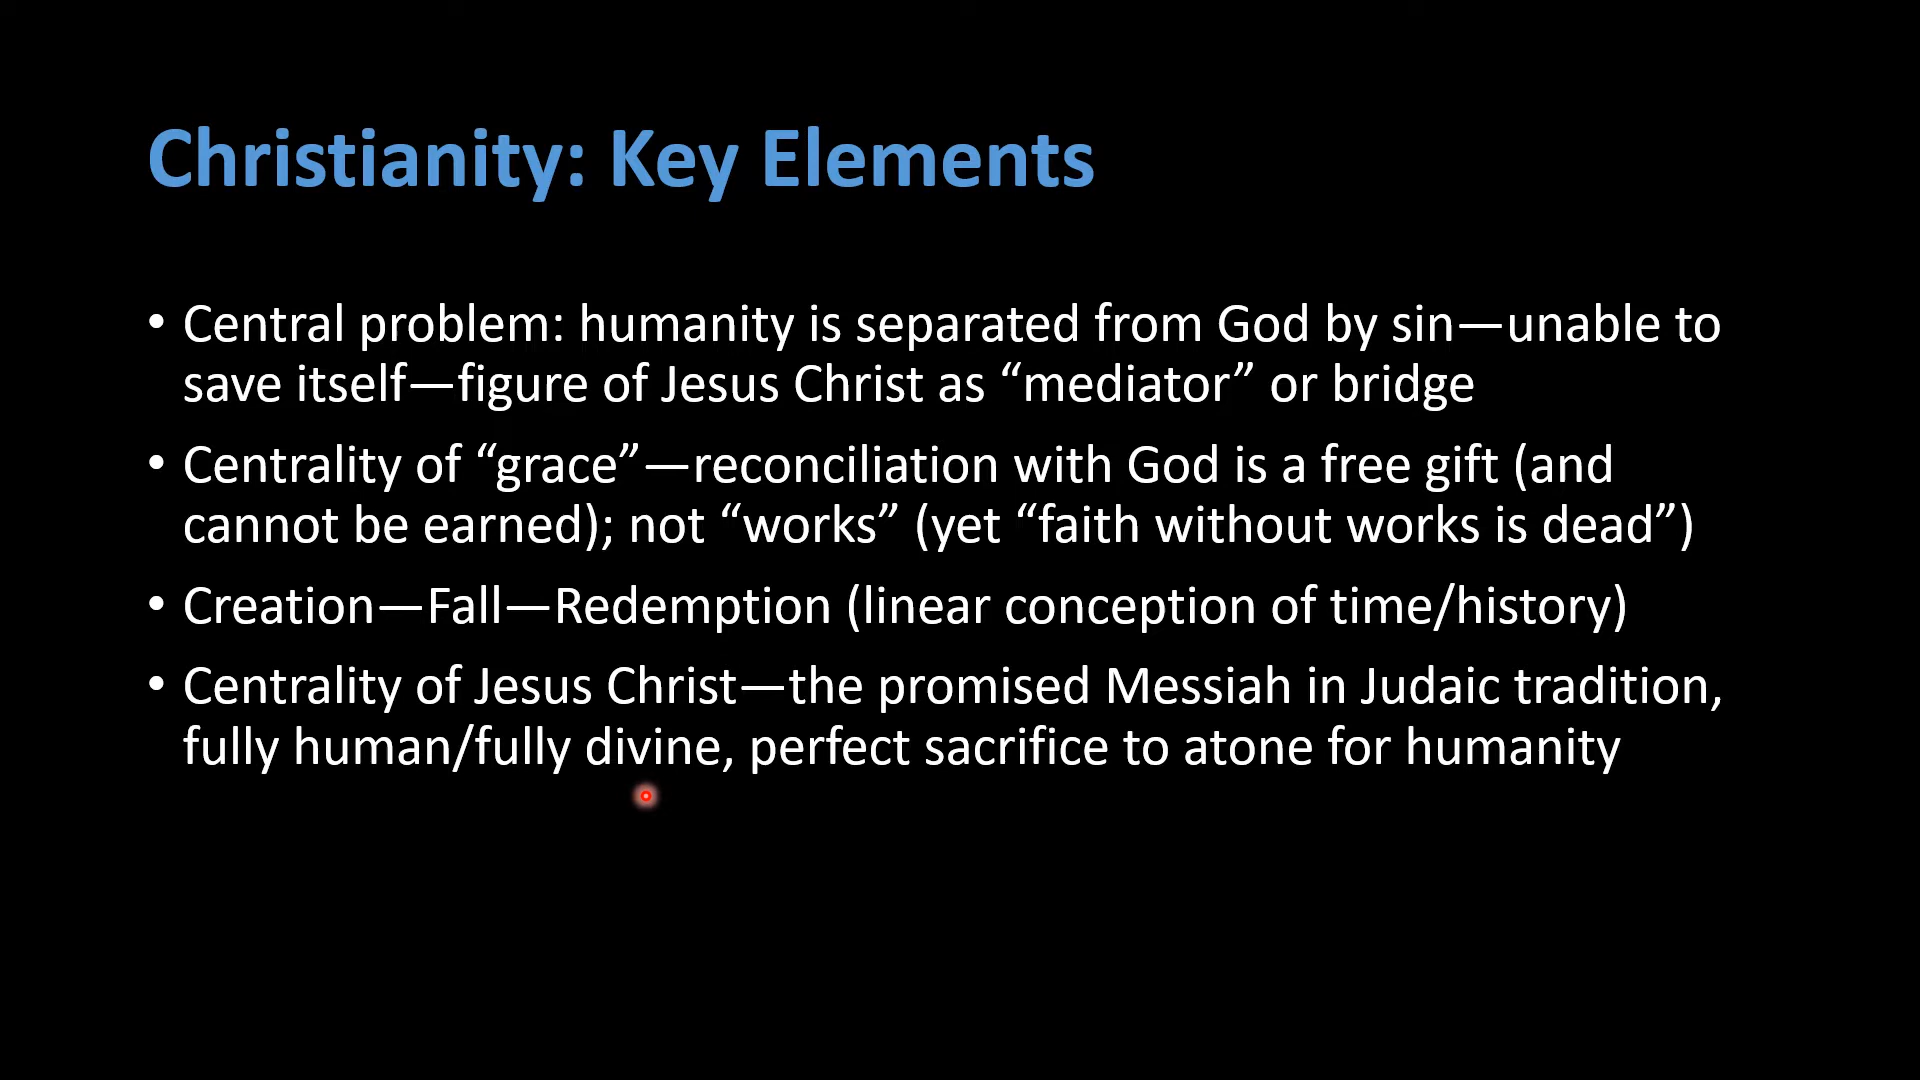 Christianity: Key Elements
• Central problem: humanity is separated from God by sin—unable to
save itself—figure of Jesus Christ as “mediator” or bridge
• Centrality of “grace”—reconciliation with God is a free gift (and
cannot be earned); not “works” (yet “faith without works is dead”)
• Creation—Fall—Redemption (linear conception of time/history)
• Centrality of Jesus Christ—the promised Messiah in Judaic tradition,
fully human/fully divine, perfect sacrifice to atone for humanity